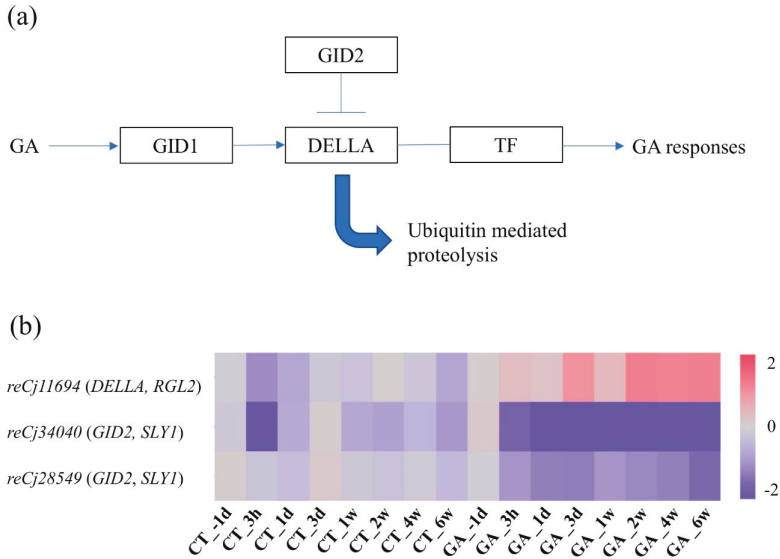 (a)
GID2
GA
GID1
DELLA
TF
GA responses
Ubiquitin mediated
proteolysis
(b)
reCj11694 (DELLA, RGL2)
reCj34040 (GID2, SLY1)
reCj28549 (GID2, SLY1)
2
0
-2
CT_-1d
CT_3h
CT_1d
CT_3d
CT_1w
CT_2w
CT_4w
CT_6w
GA_-1d
GA_3h
GA_1d
GA_3d
GA_1w
GA_2w
GA_4w
GA_6w